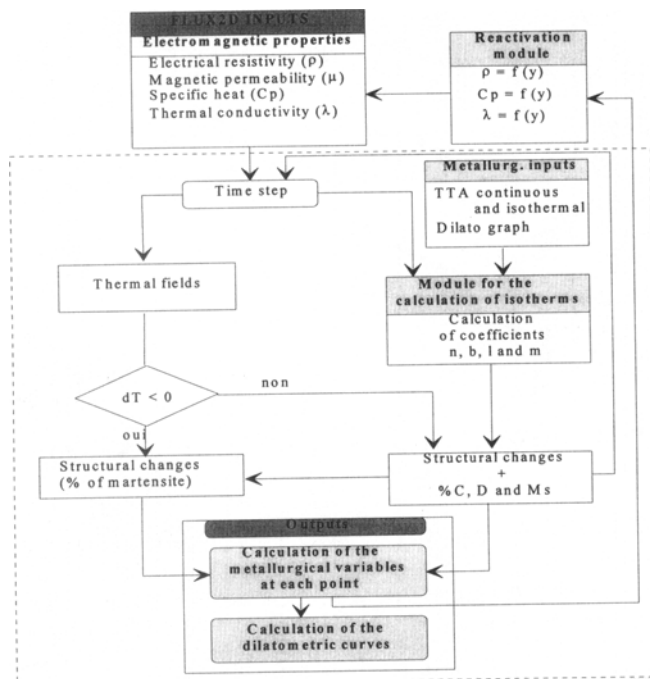 FLUX2D INPUTS
Electromagnetic properties
Electrical resistivity (ρ)
Magnetic permeability (μ)
Specific heat (Cp)
Thermal conductivity (λ)
Reactivation
module
ρ = f (y)
Cp = f (y)
λ = f (y)
Time step
Metallurg. inputs
TTA continuous
and isothermal
Dilato graph
Thermal fields
Module for the
calculation of isotherms
Calculation
of coefficients
n, b, l and m
dT < 0
non
oui
Structural changes
(% of martensite)
Structural changes
+
%C, D and Ms
Outputs
Calculation of the
metallurgical variables
at each point
Calculation of the
dilatometric curves